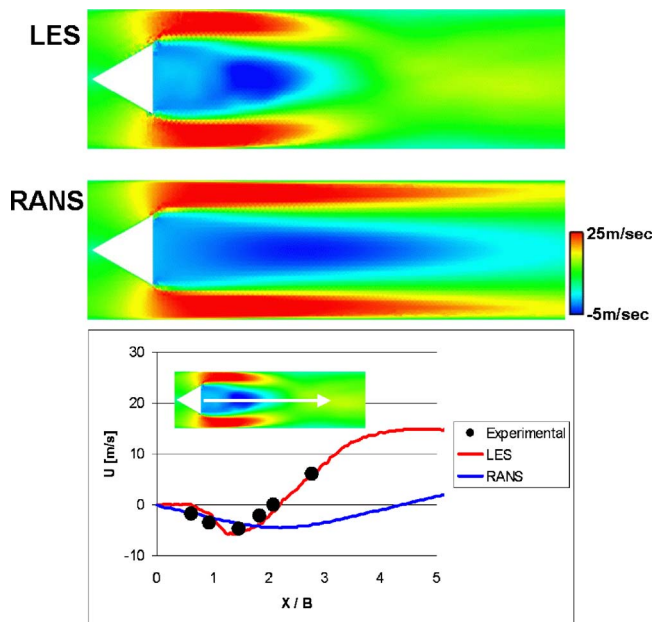 LES
RANS
25m/sec
-5m/sec
30
20
10
0
-10
U [m/s]
0 1 2 3 4 5
X / B
Experimental
LES
RANS